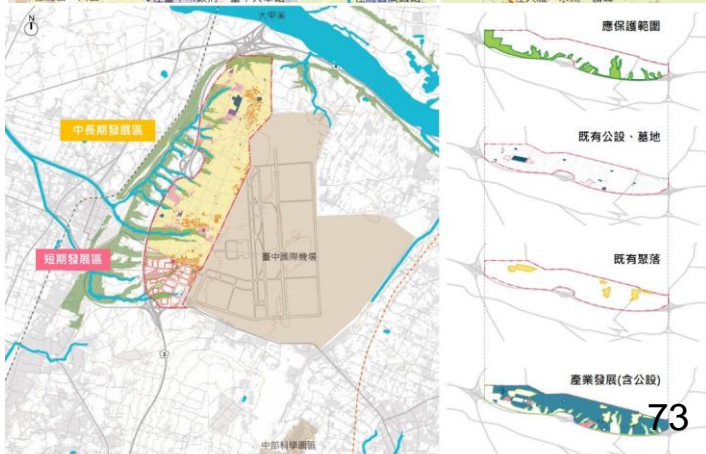 N
大甲溪
4
中長期發展區
短期發展區
臺中國際機場
3
中部科學園區
應保護範圍
既有公設、墓地
既有聚落
產業發展(含公設)
73